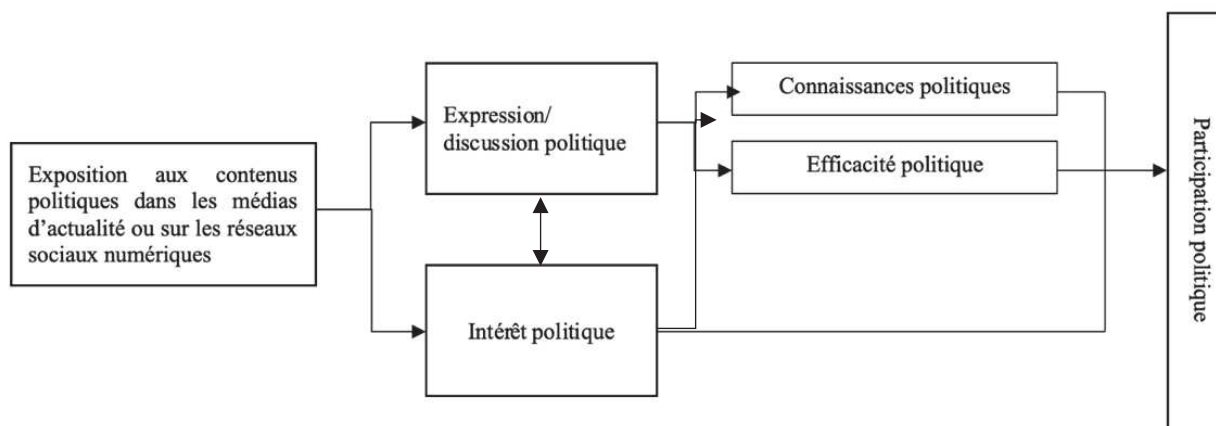 Exposition aux contenus
politiques dans les médias
d’actualité ou sur les réseaux
sociaux numériques
Expression/
discussion politique
Intérêt politique
Connaissances politiques
Efficacité politique
Participation politique